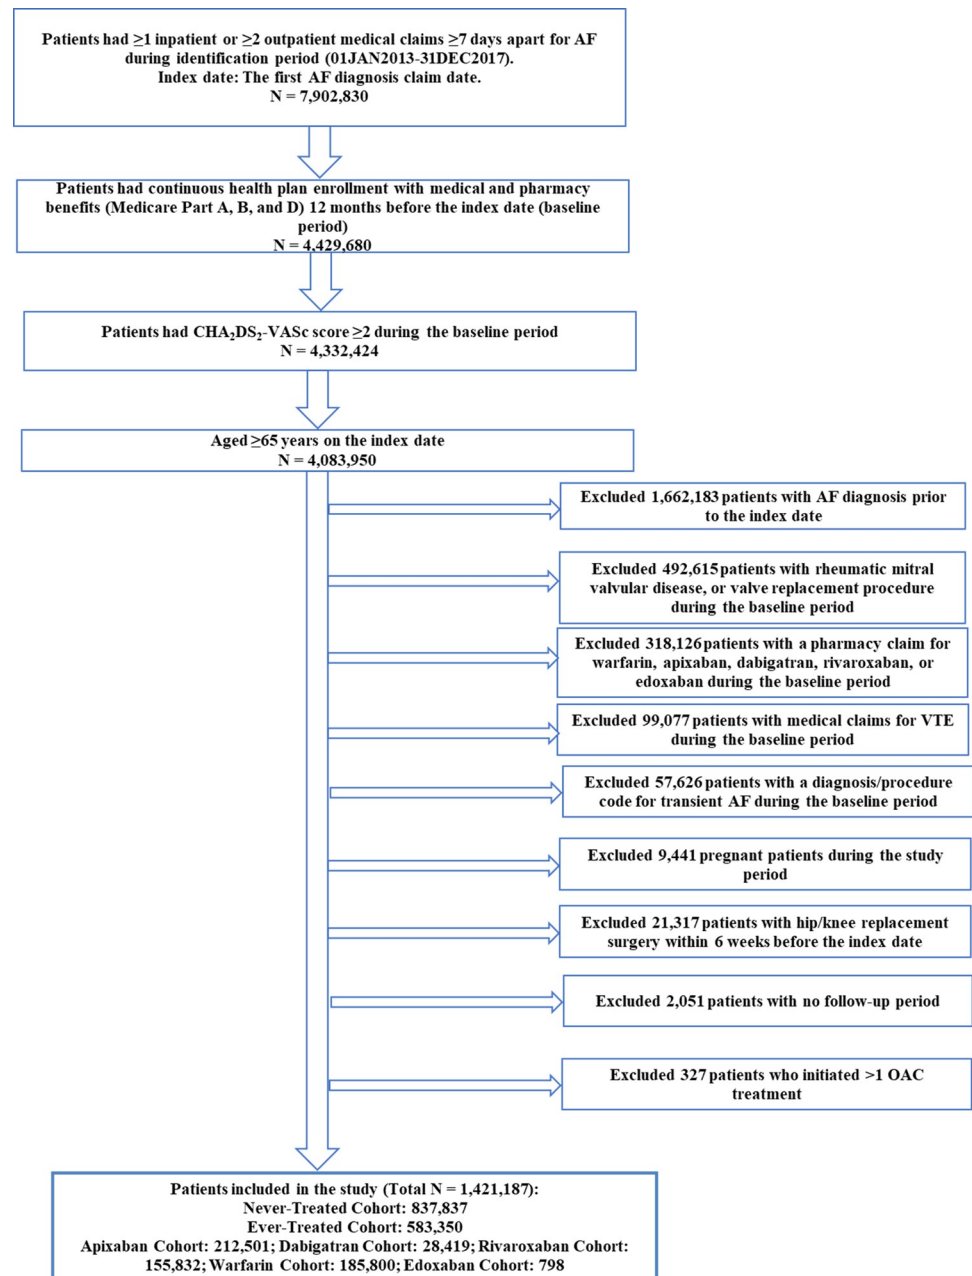 Patients had ≥1 inpatient or ≥2 outpatient medical claims ≥7 days apart for AF
during identification period (01JAN2013-31DEC2017).
Index date: The first AF diagnosis claim date.
N = 7,902,830
Patients had continuous health plan enrollment with medical and pharmacy
benefits (Medicare Part A, B, and D) 12 months before the index date (baseline
period)
N = 4,429,680
Patients had CHA₂DS₂-VASc score ≥2 during the baseline period
N = 4,332,424
Aged ≥65 years on the index date
N = 4,083,950
Excluded 1,662,183 patients with AF diagnosis prior
to the index date
Excluded 492,615 patients with rheumatic mitral
valvular disease, or valve replacement procedure
during the baseline period
Excluded 318,126 patients with a pharmacy claim for
warfarin, apixaban, dabigatran, rivaroxaban, or
edoxaban during the baseline period
Excluded 99,077 patients with medical claims for VTE
during the baseline period
Excluded 57,626 patients with a diagnosis/procedure
code for transient AF during the baseline period
Excluded 9,441 pregnant patients during the study
period
Excluded 21,317 patients with hip/knee replacement
surgery within 6 weeks before the index date
Excluded 2,051 patients with no follow-up period
Excluded 327 patients who initiated >1 OAC
treatment
Patients included in the study (Total N = 1,421,187):
Never-Treated Cohort: 837,837
Ever-Treated Cohort: 583,350
Apixaban Cohort: 212,501; Dabigatran Cohort: 28,419; Rivaroxaban Cohort:
155,832; Warfarin Cohort: 185,800; Edoxaban Cohort: 798